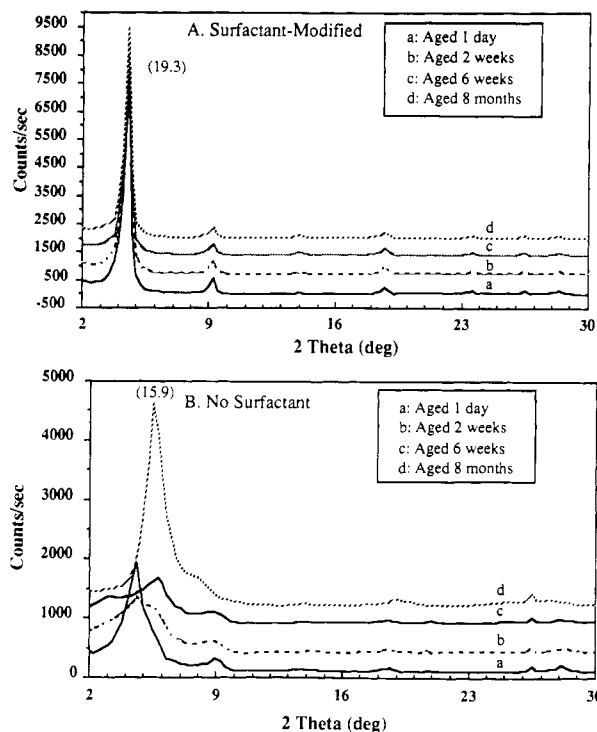 A. Surfactant-Modified
(19.3)
a: Aged 1 day
b: Aged 2 weeks
c: Aged 6 weeks
d: Aged 8 months
Counts/sec
9500
8500
7500
6500
5500
4500
3500
2500
1500
500
-500
d
c
b
a
2 9 16 23 30
2 Theta (deg)
(15.9)
B. No Surfactant
a: Aged 1 day
b: Aged 2 weeks
c: Aged 6 weeks
d: Aged 8 months
Counts/sec
5000
4000
3000
2000
1000
0
d
c
b
a
2 9 16 23 30
2 Theta (deg)